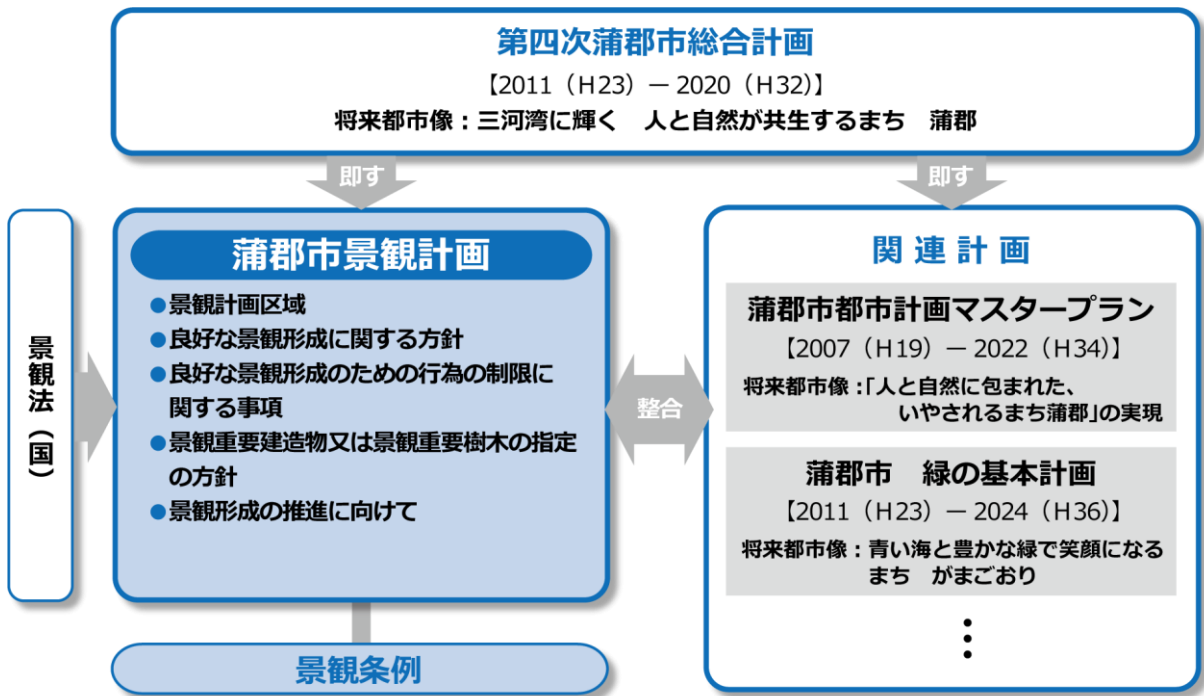 第四次蒲郡市総合計画
【2011（H23）― 2020（H32）】
将来都市像：三河湾に輝く　人と自然が共生するまち　蒲郡
即す
即す
景観法（国）
蒲郡市景観計画
●景観計画区域
●良好な景観形成に関する方針
●良好な景観形成のための行為の制限に
関する事項
●景観重要建造物又は景観重要樹木の指定
の方針
●景観形成の推進に向けて
景観条例
整合
関連計画
蒲郡市都市計画マスタープラン
【2007（H19）― 2022（H34）】
将来都市像：「人と自然に包まれた、
いやされるまち蒲郡」の実現
蒲郡市　緑の基本計画
【2011（H23）― 2024（H36）】
将来都市像：青い海と豊かな緑で笑顔になる
まち　がまごおり